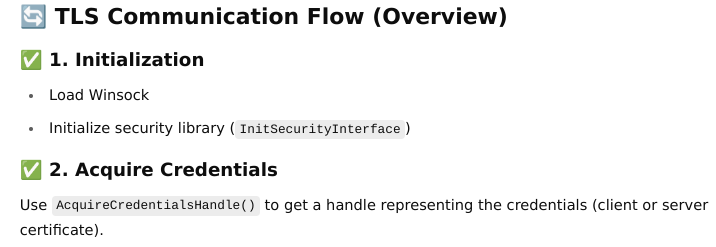 🔄 TLS Communication Flow (Overview)
✅ 1. Initialization
• Load Winsock
• Initialize security library (InitSecurityInterface)
✅ 2. Acquire Credentials
Use AcquireCredentialsHandle() to get a handle representing the credentials (client or server
certificate).